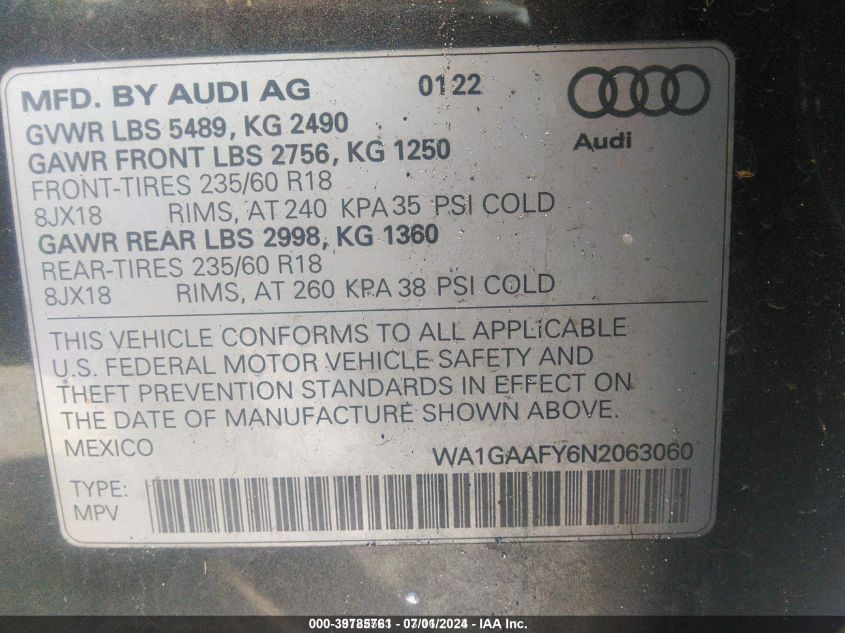 MFD. BY AUDI AG 0122
GVWR LBS 5489, KG 2490
Audi
GAWR FRONT LBS 2756, KG 1250
FRONT-TIRES 235/60 R18
8JX18 RIMS, AT 240 KPA 35 PSI COLD
GAWR REAR LBS 2998, KG 1360
REAR-TIRES 235/60 R18
8JX18 RIMS, AT 260 KPA 38 PSI COLD
THIS VEHICLE CONFORMS TO ALL APPLICABLE
U.S. FEDERAL MOTOR VEHICLE SAFETY AND
THEFT PREVENTION STANDARDS IN EFFECT ON
THE DATE OF MANUFACTURE SHOWN ABOVE.
MEXICO WA1GAAFY6N2063060
TYPE:
MPV
000-39785761 - 07/01/2024 - IAA Inc.